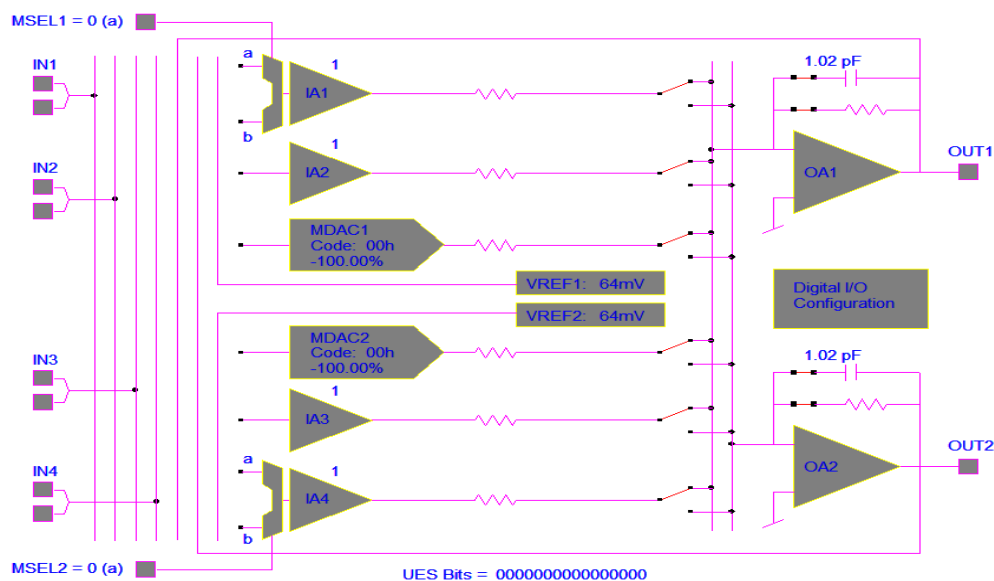 MSEL1 = 0 (a)
IN1
a
1
IA1
b
1.02 pF
IN2
1
IA2
OA1
OUT1
MDAC1
Code: 00h
-100.00%
VREF1: 64mV
Digital I/O
Configuration
VREF2: 64mV
MDAC2
Code: 00h
-100.00%
IN3
1.02 pF
1
IA3
OUT2
IN4
a
1
IA4
OA2
b
MSEL2 = 0 (a)
UES Bits = 0000000000000000